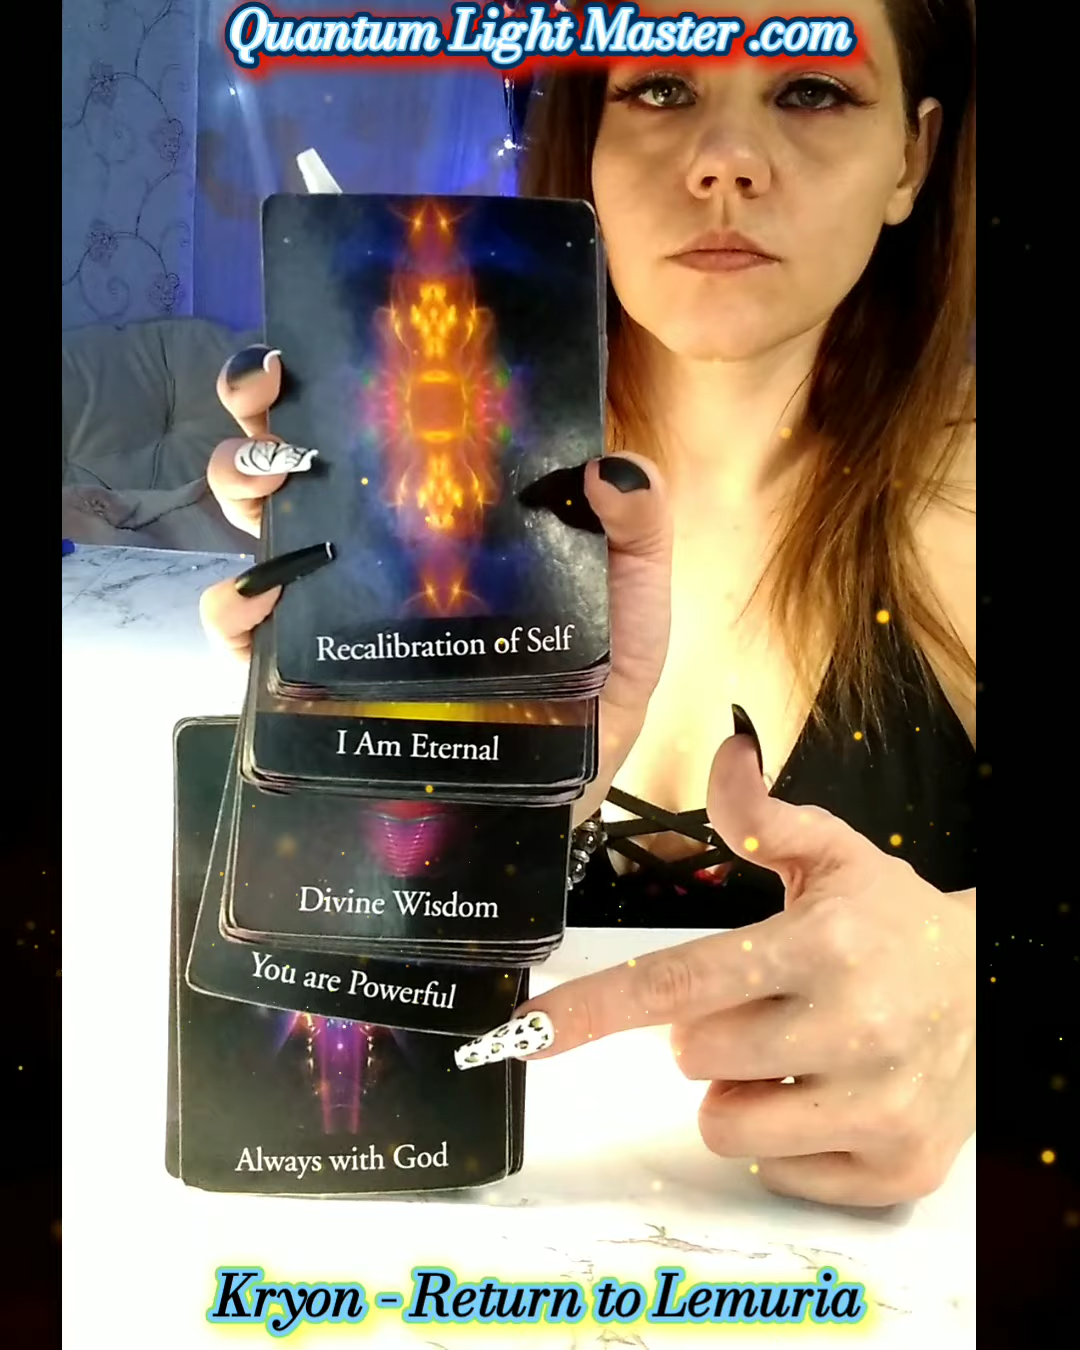 Quantum Light Master .com
Recalibration of Self
I Am Eternal
Divine Wisdom
You are Powerful
Always with God
Kryon - Return to Lemuria